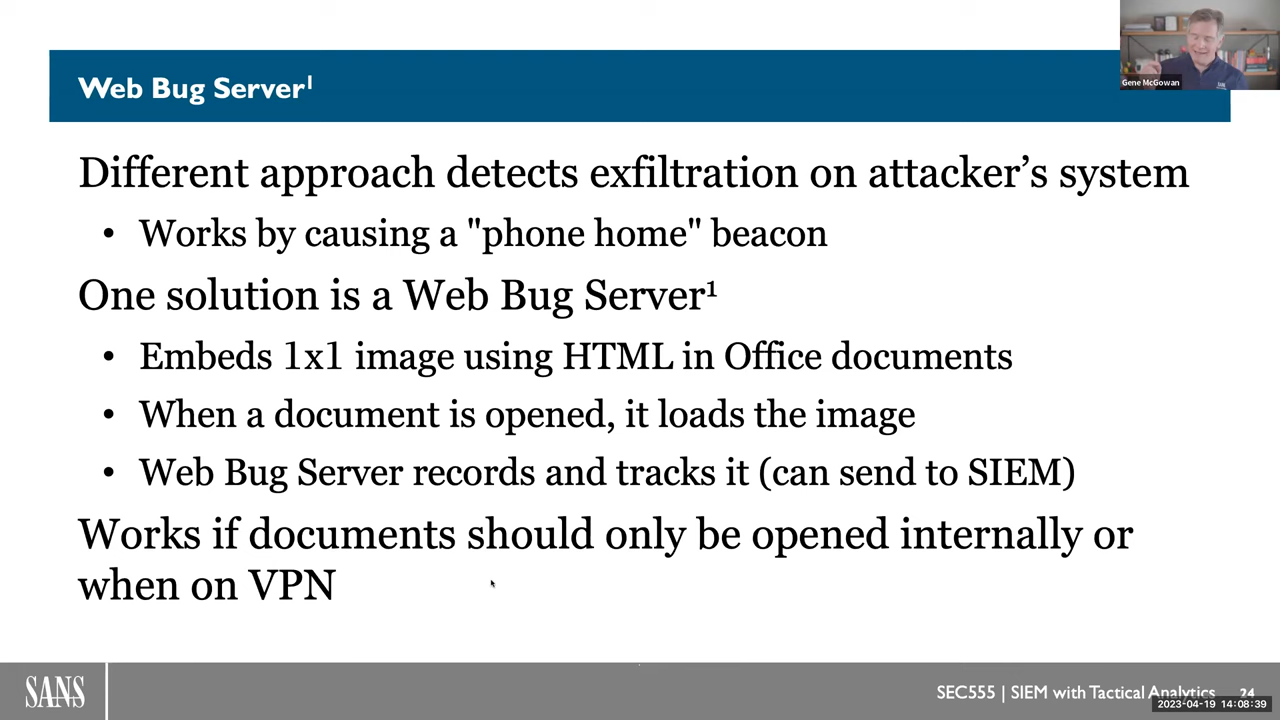 Web Bug Server¹
Gene McGowan
Different approach detects exfiltration on attacker’s system
• Works by causing a "phone home" beacon
One solution is a Web Bug Server¹
• Embeds 1x1 image using HTML in Office documents
• When a document is opened, it loads the image
• Web Bug Server records and tracks it (can send to SIEM)
Works if documents should only be opened internally or
when on VPN
SANS
SEC555 | SIEM with Tactical Analytics 24
2023-04-19 14:08:39